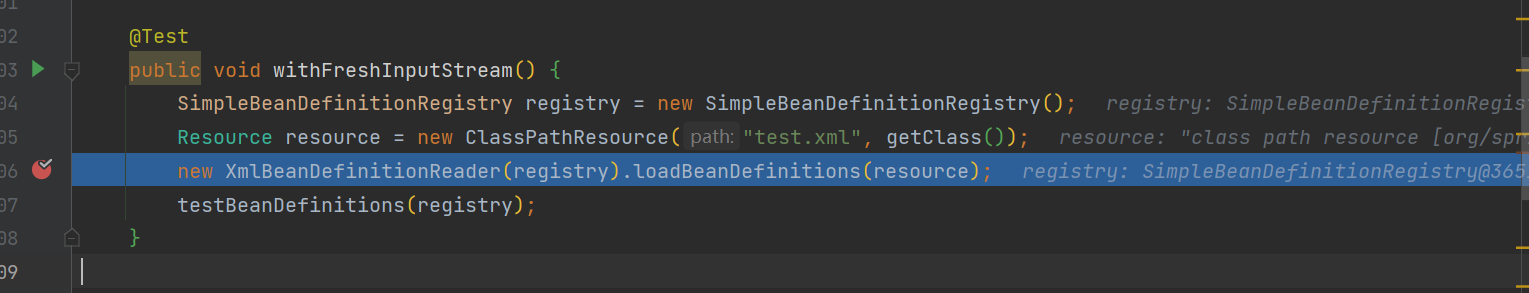 01
02 @Test
03 public void withFreshInputStream() {
04 SimpleBeanDefinitionRegistry registry = new SimpleBeanDefinitionRegistry(); registry: SimpleBeanDefinitionRegis
05 Resource resource = new ClassPathResource( path: "test.xml", getClass()); resource: "class path resource [org/spr
06 new XmlBeanDefinitionReader(registry).loadBeanDefinitions(resource); registry: SimpleBeanDefinitionRegistry@365
07 testBeanDefinitions(registry);
08 }
09